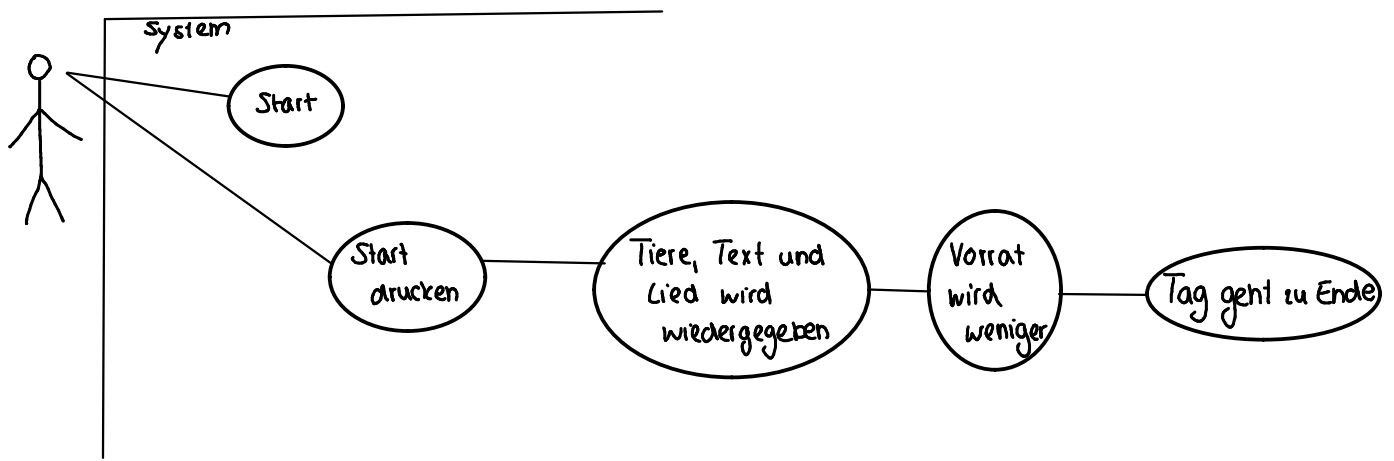 System
Start
Start
drucken
Tiere, Text und
Lied wird
wiedergegeben
Vorrat
wird
weniger
Tag geht zu Ende